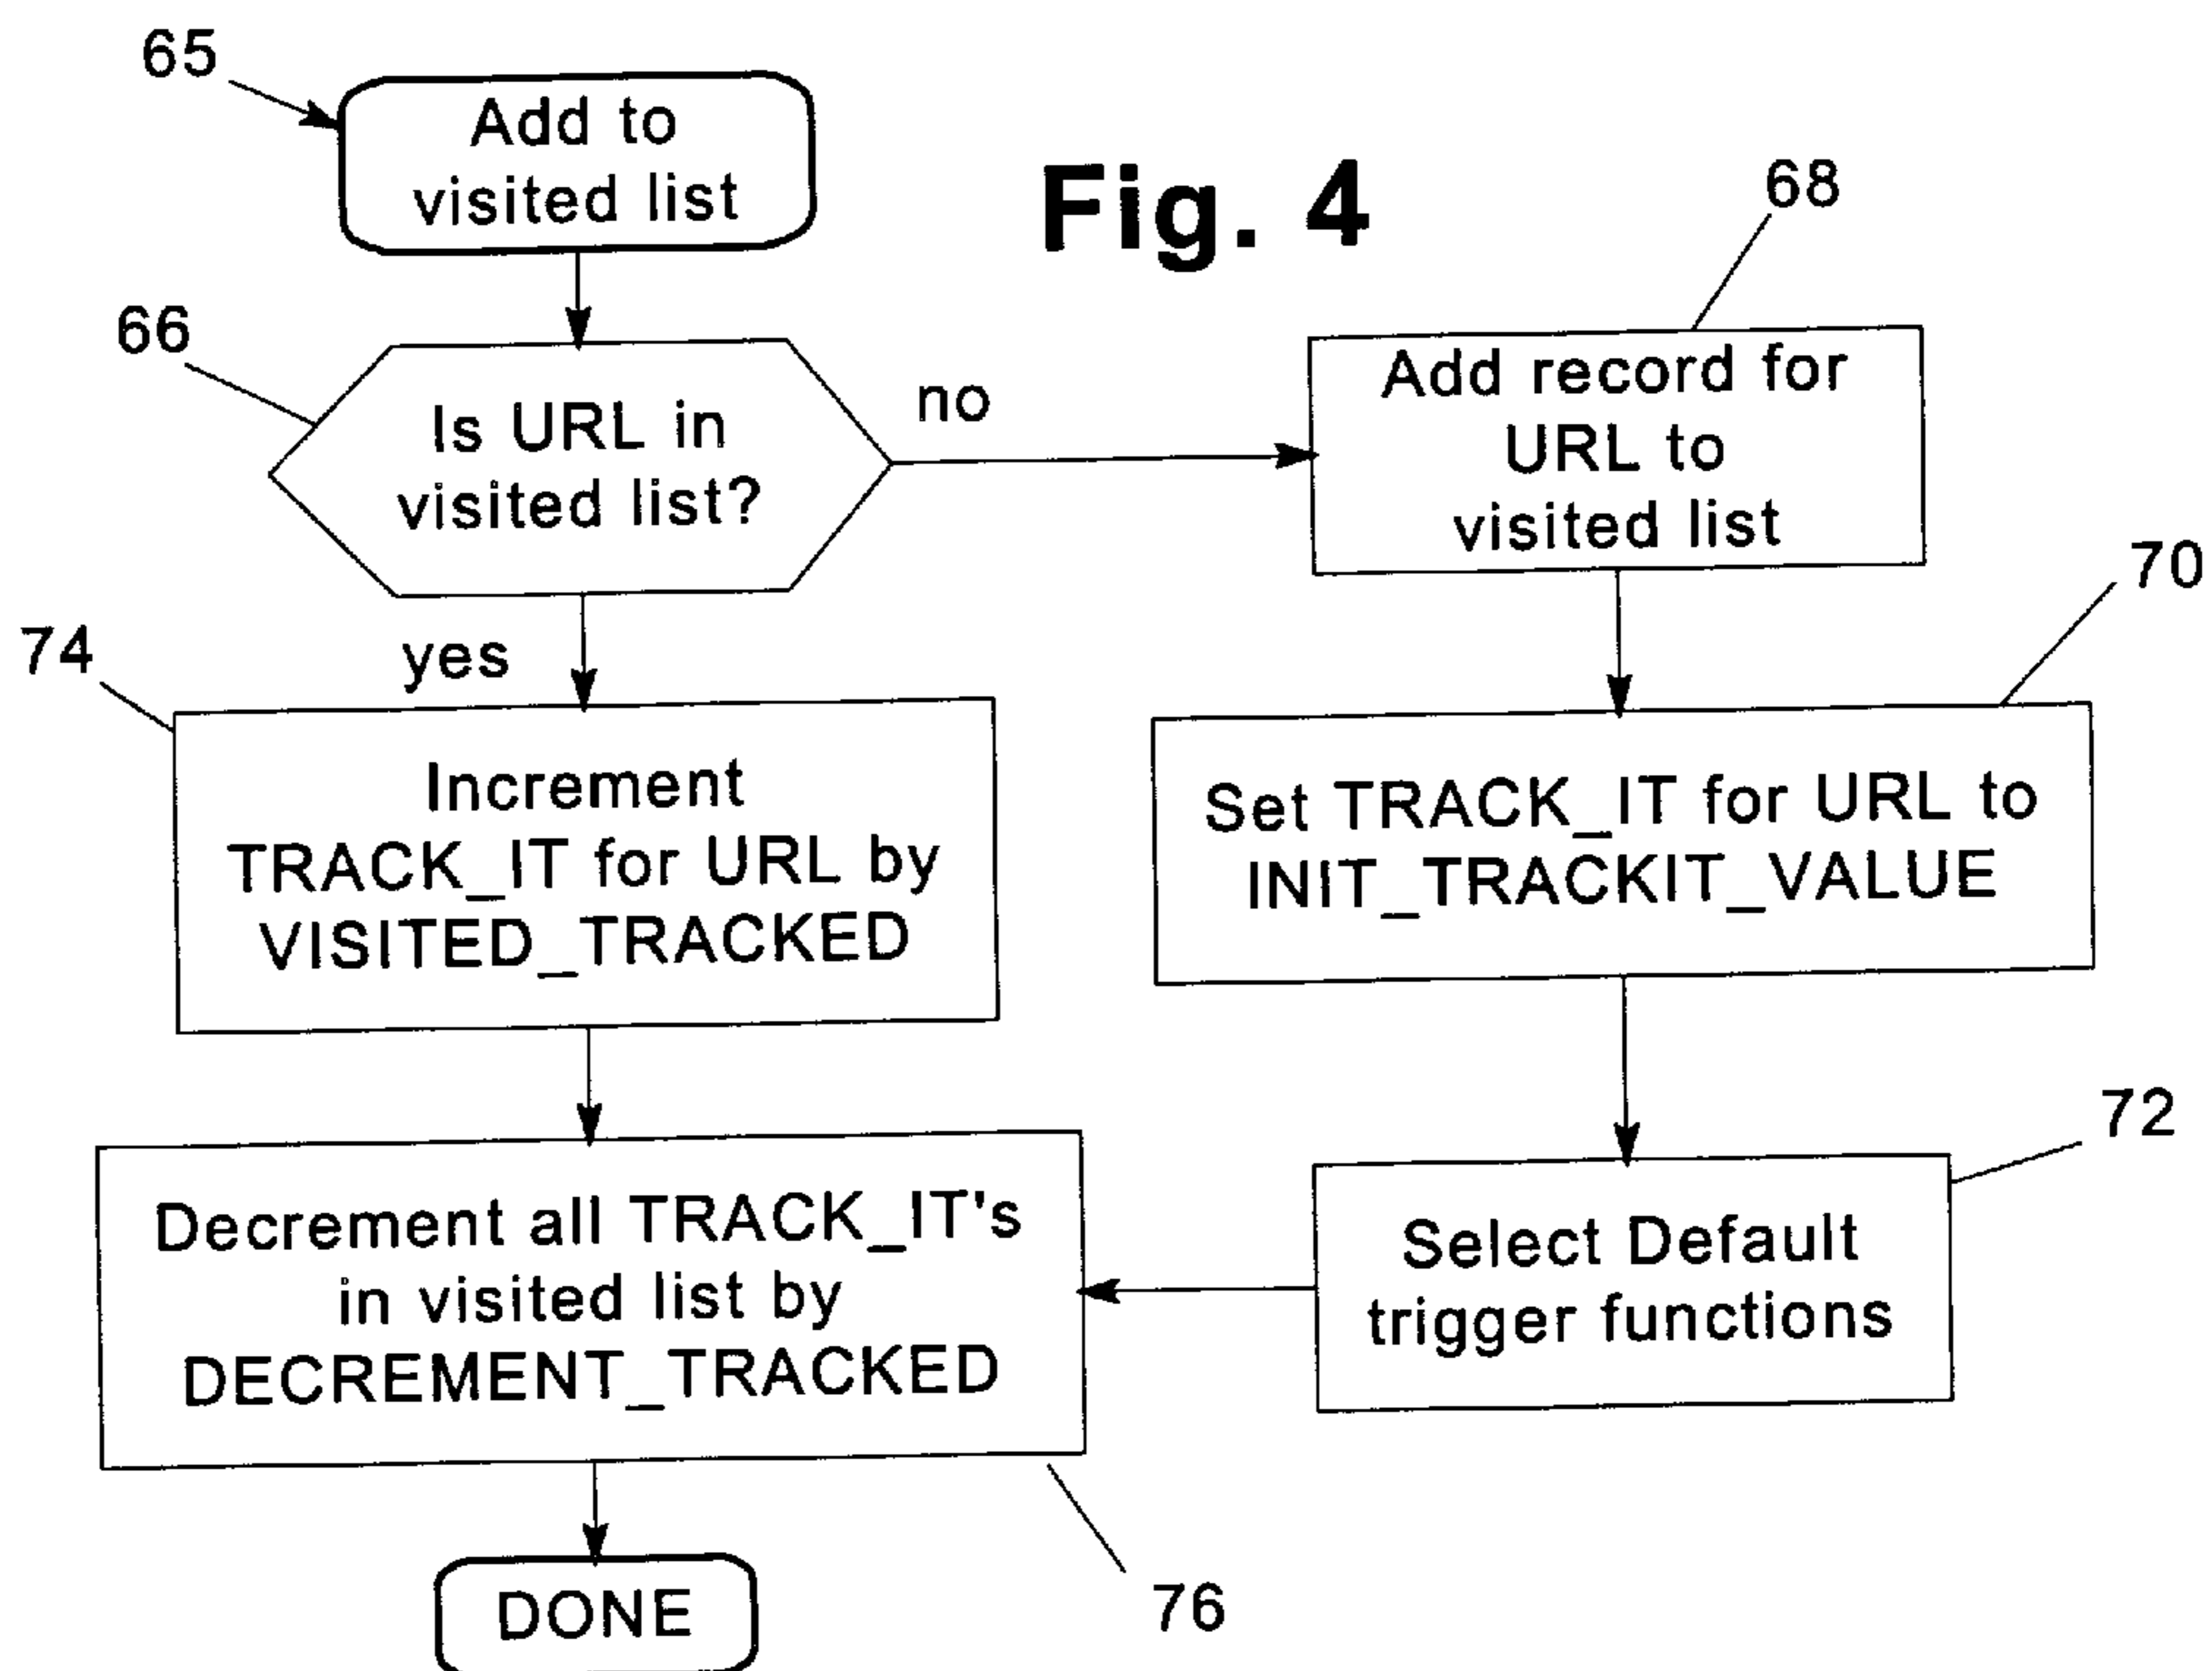 65
Add to
visited list
Fig. 4
66
Is URL in
visited list?
no
yes
68
Add record for
URL to
visited list
70
Set TRACK_IT for URL to
INIT_TRACKIT_VALUE
74
Increment
TRACK_IT for URL by
VISITED_TRACKED
72
Select Default
trigger functions
Decrement all TRACK_IT's
in visited list by
DECREMENT_TRACKED
76
DONE